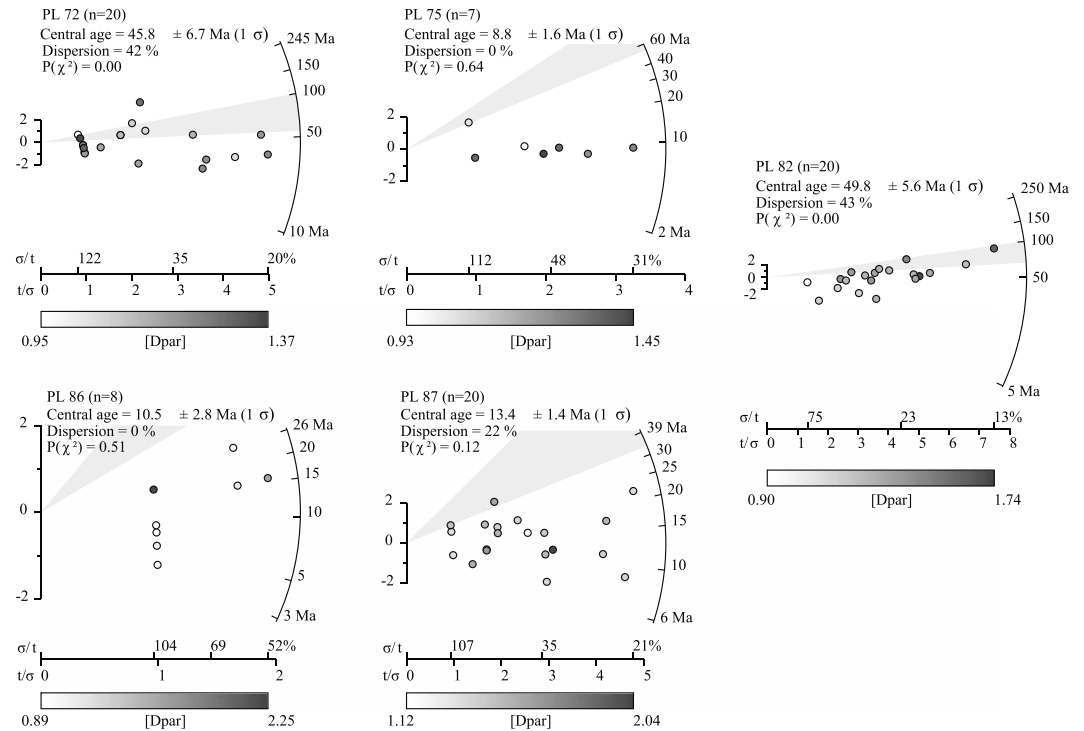 PL 72 (n=20)
Central age = 45.8 ± 6.7 Ma (1 σ)
Dispersion = 42 %
P(χ²) = 0.00
245 Ma
150
100
50
10 Ma
2
0
-2
σ/t 122 35 20%
t/σ 0 1 2 3 4 5
0.95 [Dpar] 1.37
PL 75 (n=7)
Central age = 8.8 ± 1.6 Ma (1 σ)
Dispersion = 0 %
P(χ²) = 0.64
60 Ma
40
30
20
10
2 Ma
2
0
-2
σ/t 112 48 31%
t/σ 0 1 2 3 4
0.93 [Dpar] 1.45
PL 82 (n=20)
Central age = 49.8 ± 5.6 Ma (1 σ)
Dispersion = 43 %
P(χ²) = 0.00
250 Ma
150
100
50
5 Ma
2
0
-2
σ/t 75 23 13%
t/σ 0 1 2 3 4 5 6 7 8
0.90 [Dpar] 1.74
PL 86 (n=8)
Central age = 10.5 ± 2.8 Ma (1 σ)
Dispersion = 0 %
P(χ²) = 0.51
26 Ma
20
15
10
5
3 Ma
2
0
-2
σ/t 104 69 52%
t/σ 0 1 2
0.89 [Dpar] 2.25
PL 87 (n=20)
Central age = 13.4 ± 1.4 Ma (1 σ)
Dispersion = 22 %
P(χ²) = 0.12
39 Ma
30
25
20
15
10
6 Ma
2
0
-2
σ/t 107 35 21%
t/σ 0 1 2 3 4 5
1.12 [Dpar] 2.04